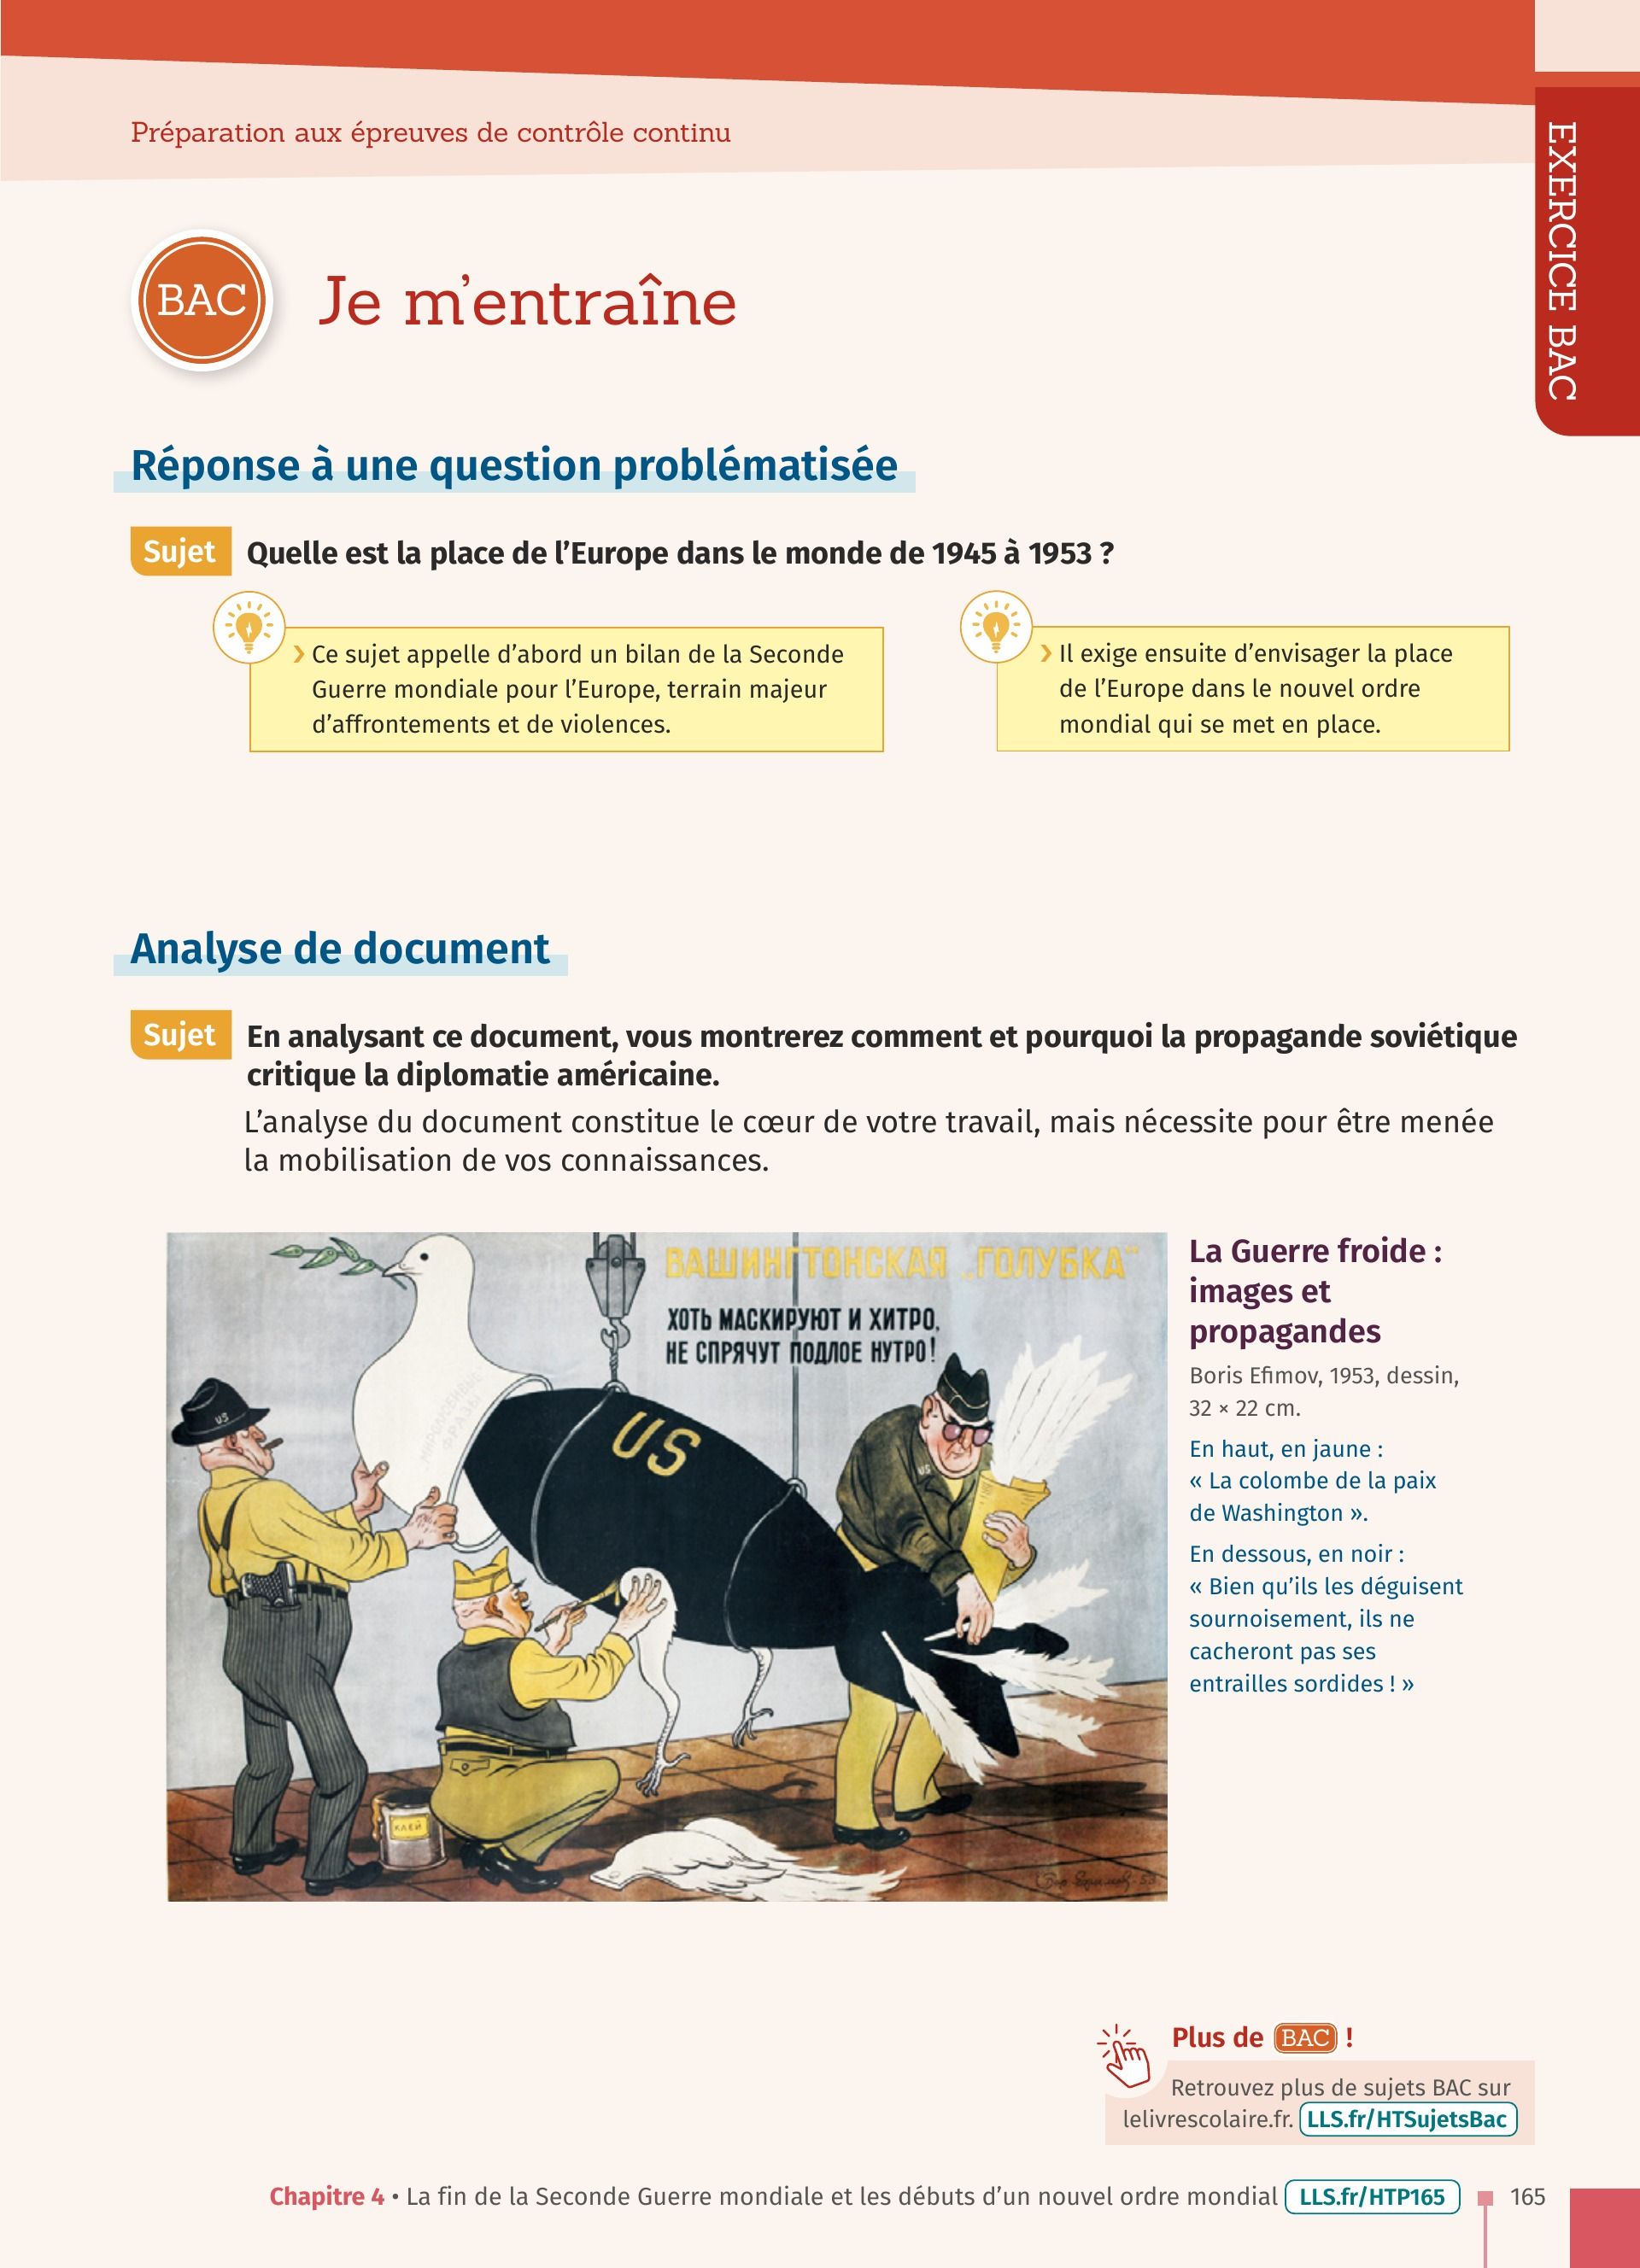 Préparation aux épreuves de contrôle continu
EXERCICE BAC
BAC
Je m'entraîne
Réponse à une question problématisée
Sujet
Quelle est la place de l'Europe dans le monde de 1945 à 1953 ?
› Ce sujet appelle d'abord un bilan de la Seconde
Guerre mondiale pour l'Europe, terrain majeur
d'affrontements et de violences.
› Il exige ensuite d'envisager la place
de l'Europe dans le nouvel ordre
mondial qui se met en place.
Analyse de document
Sujet
En analysant ce document, vous montrerez comment et pourquoi la propagande soviétique
critique la diplomatie américaine.
L'analyse du document constitue le cœur de votre travail, mais nécessite pour être menée
la mobilisation de vos connaissances.
ВАШИНГТОНСКАЯ „ГОЛУБКА"
ХОТЬ МАСКИРУЮТ И ХИТРО,
НЕ СПРЯЧУТ ПОДЛОЕ НУТРО!
US
US
US
КЛЕЙ
La Guerre froide :
images et
propagandes
Boris Efimov, 1953, dessin,
32 × 22 cm.
En haut, en jaune :
« La colombe de la paix
de Washington ».
En dessous, en noir :
« Bien qu'ils les déguisent
sournoisement, ils ne
cacheront pas ses
entrailles sordides ! »
Plus de BAC !
Retrouvez plus de sujets BAC sur
lelivrescolaire.fr. LLS.fr/HTSujetsBac
Chapitre 4 • La fin de la Seconde Guerre mondiale et les débuts d'un nouvel ordre mondial LLS.fr/HTP165 165